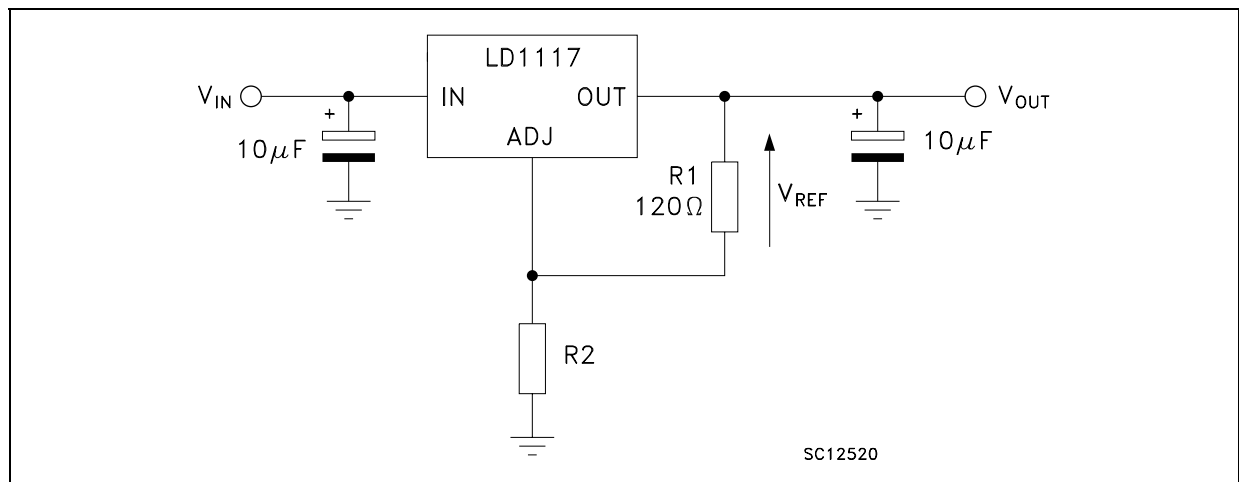 LD1117
V_IN
IN
OUT
V_OUT
+
10μF
ADJ
+
10μF
R1
120Ω
V_REF
R2
SC12520